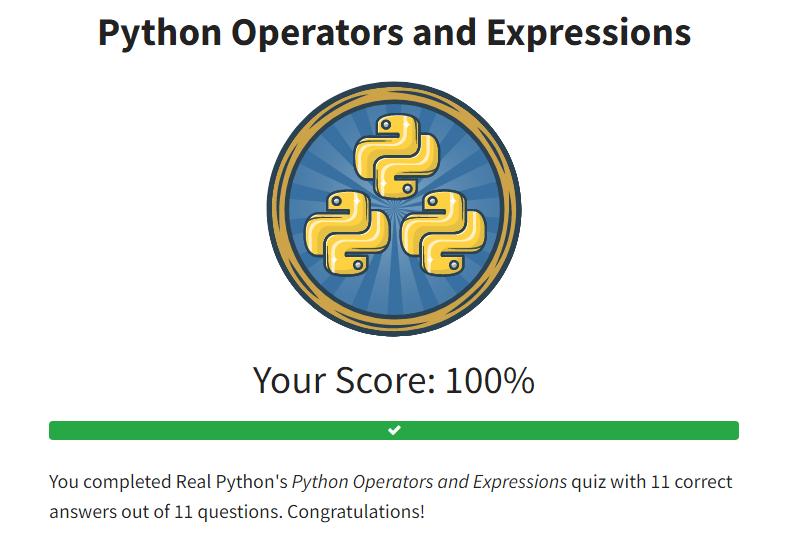 Python Operators and Expressions
Your Score: 100%
You completed Real Python's Python Operators and Expressions quiz with 11 correct
answers out of 11 questions. Congratulations!